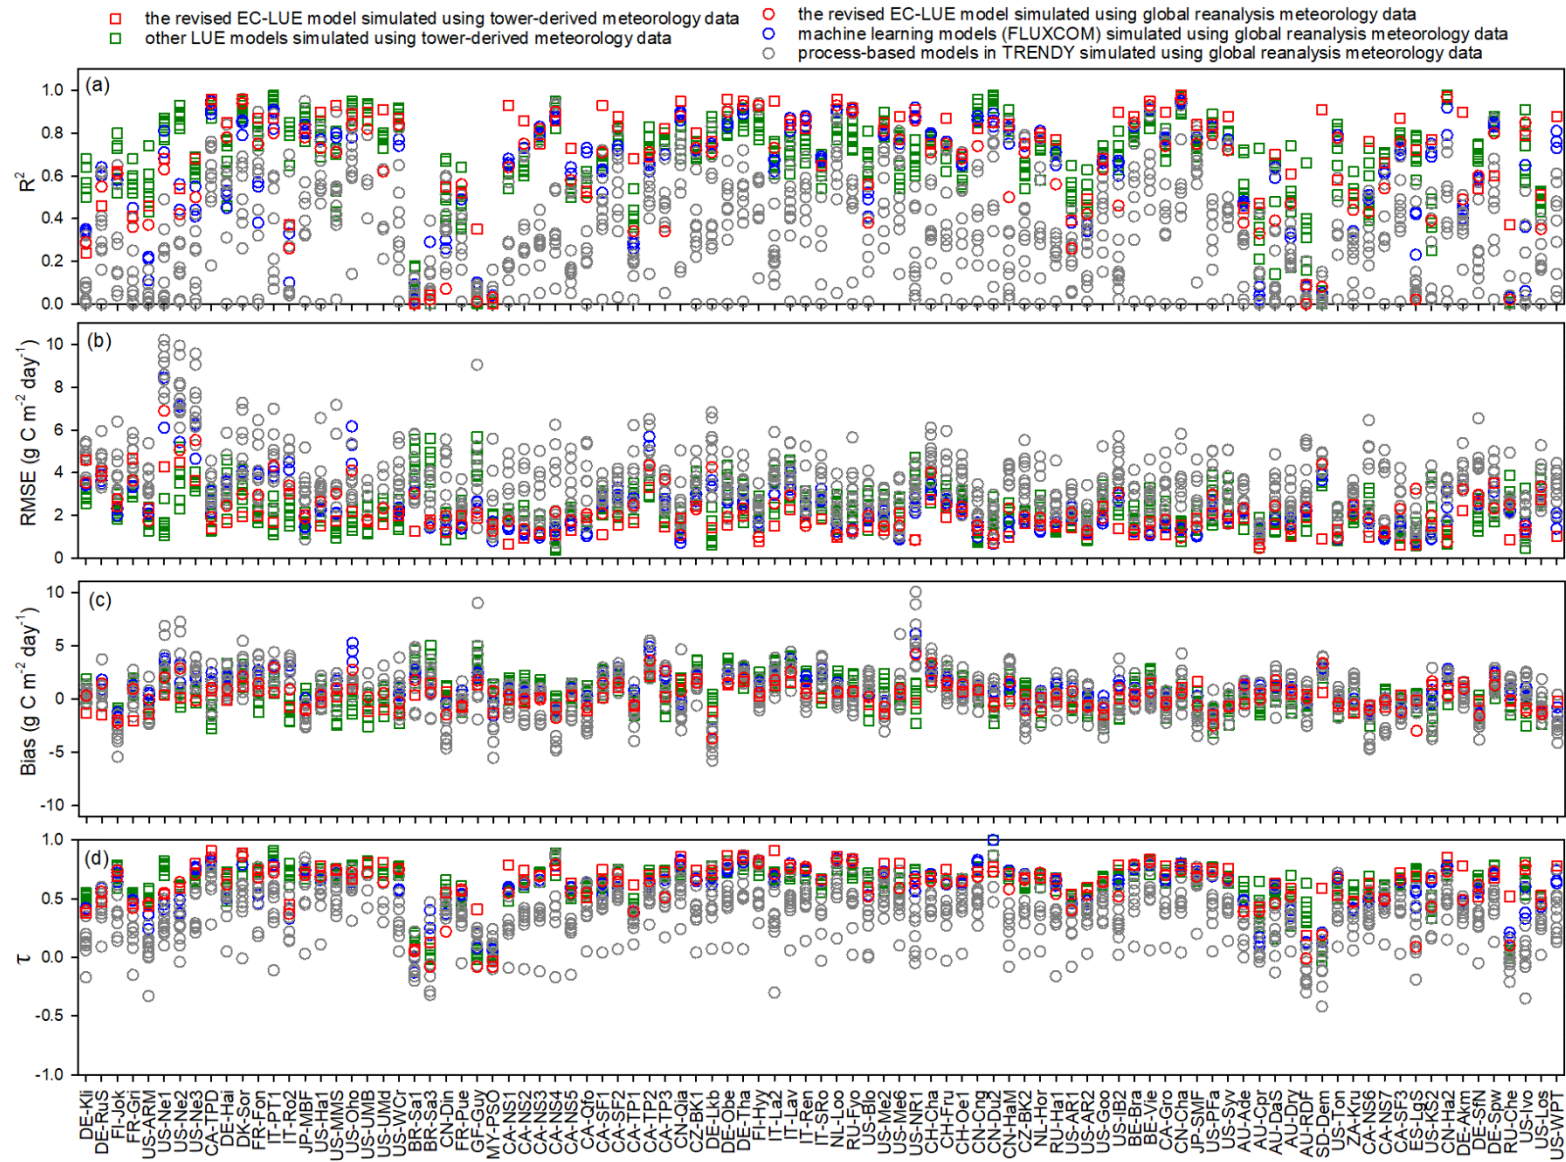 the revised EC-LUE model simulated using tower-derived meteorology data
other LUE models simulated using tower-derived meteorology data
the revised EC-LUE model simulated using global reanalysis meteorology data
machine learning models (FLUXCOM) simulated using global reanalysis meteorology data
process-based models in TRENDY simulated using global reanalysis meteorology data
(a)
R²
1.0
0.8
0.6
0.4
0.2
0.0
(b)
RMSE (g C m⁻² day⁻¹)
10
8
6
4
2
0
(c)
Bias (g C m⁻² day⁻¹)
10
5
0
-5
-10
(d)
τ
1.0
0.5
0.0
-0.5
-1.0
DE-Kli
DE-RuS
FI-Jok
FR-Gri
US-ARM
US-Ne1
US-Ne2
US-Ne3
CA-TPD
DE-Hai
DK-Sor
FR-Fon
IT-PT1
IT-Ro2
JP-MBF
US-Ha1
US-MMS
US-Oho
US-UMB
US-UMd
US-WCr
BR-Sa1
BR-Sa3
CN-Din
FR-Pue
GF-Guy
MY-PSO
CA-NS1
CA-NS2
CA-NS3
CA-NS4
CA-NS5
CA-Qfo
CA-SF1
CA-SF2
CA-TP1
CA-TP2
CA-TP3
CN-Qia
CZ-BK1
DE-Lkb
DE-Obe
DE-Tha
FI-Hyy
IT-La2
IT-Lav
IT-Ren
IT-SRo
NL-Loo
RU-Fyo
US-Blo
US-Me2
US-Me6
US-NR1
CH-Cha
CH-Fru
CH-Oe1
CN-Cng
CN-Du2
CN-HaM
CZ-BK2
NL-Hor
RU-Ha1
US-AR1
US-AR2
US-Goo
US-IB2
BE-Bra
BE-Vie
CA-Gro
CN-Cha
JP-SMF
US-PFa
US-Syv
AU-Ade
AU-Cpr
AU-DaS
AU-Dry
AU-RDF
SD-Dem
US-Ton
ZA-Kru
CA-NS6
CA-NS7
CA-SF3
ES-LgS
US-KS2
CN-Ha2
DE-Akm
DE-SfN
DE-Spw
RU-Che
US-Ivo
US-Los
US-WPT